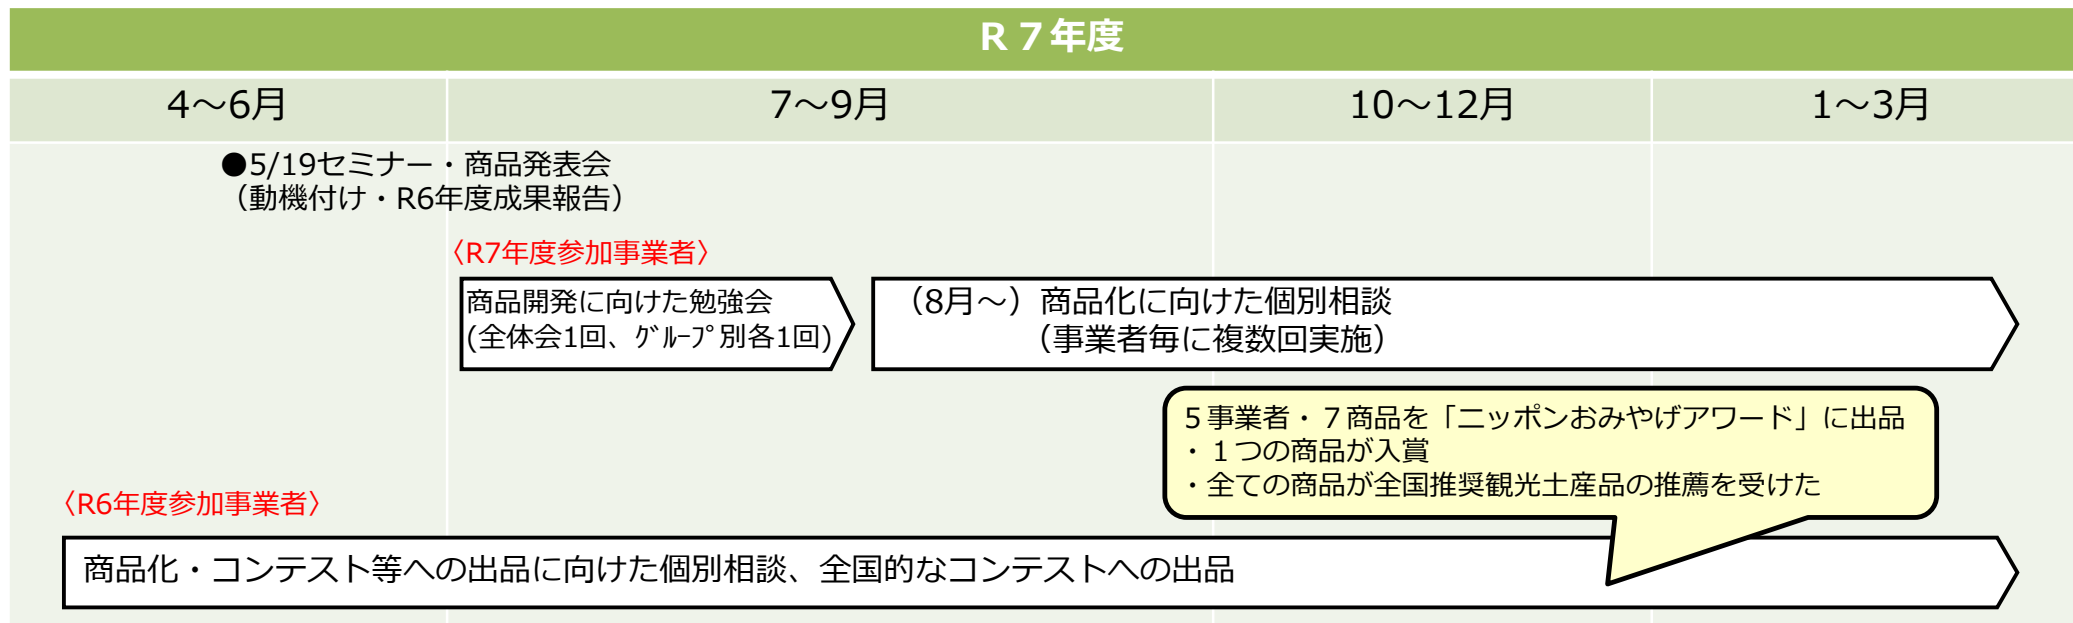 R７年度
4～6月
7～9月
10～12月
1～3月
●5/19セミナー・商品発表会
（動機付け・R6年度成果報告）
〈R7年度参加事業者〉
商品開発に向けた勉強会
(全体会1回、ｸﾞﾙｰﾌﾟ別各1回)
（8月～）商品化に向けた個別相談
（事業者毎に複数回実施）
５事業者・７商品を「ニッポンおみやげアワード」に出品
・１つの商品が入賞
・全ての商品が全国推奨観光土産品の推薦を受けた
〈R6年度参加事業者〉
商品化・コンテスト等への出品に向けた個別相談、全国的なコンテストへの出品